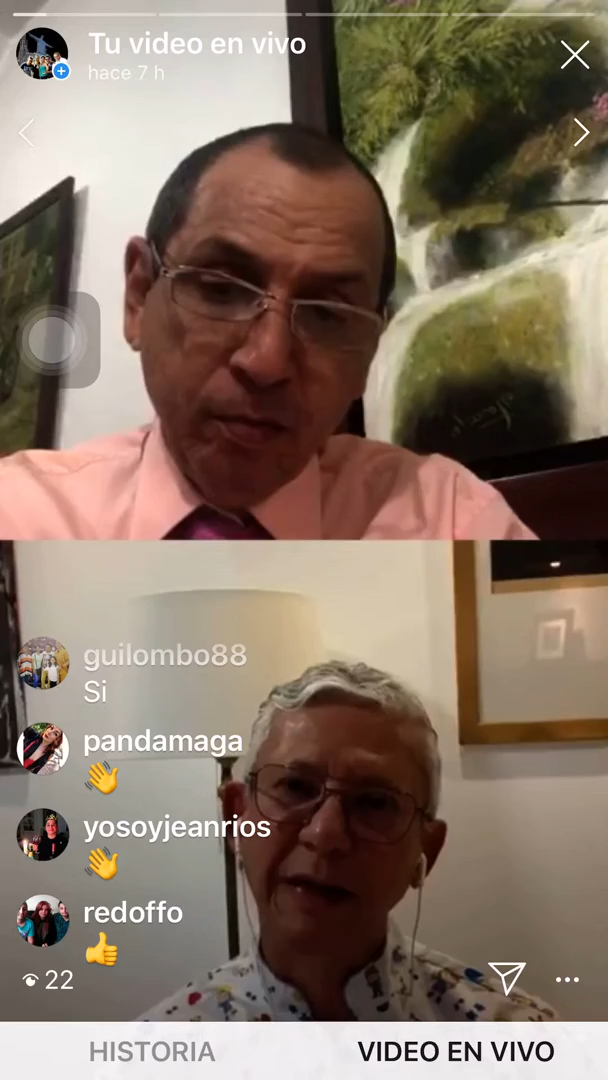 Tu video en vivo
hace 7 h
guilombo88
Si
pandamaga
👋
yosoyjeanrios
👋
redoffo
👍
22
HISTORIA
VIDEO EN VIVO